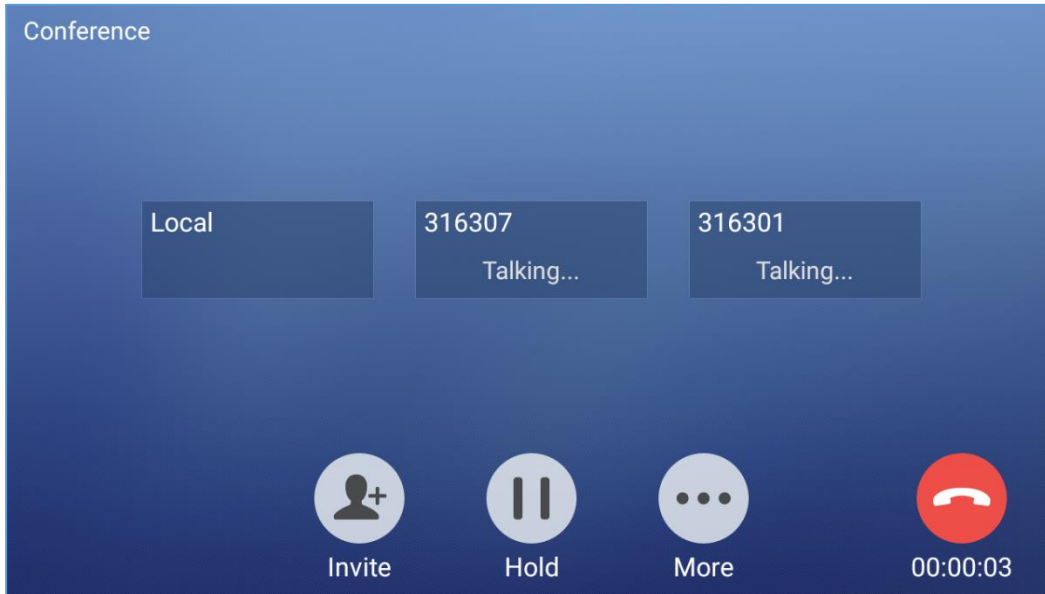 Conference
Local
316307
316301
Talking...
Talking...
Invite
Hold
More
00:00:03